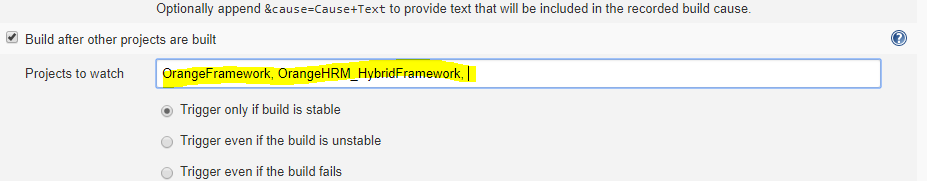 Optionally append &cause=Cause+Text to provide text that will be included in the recorded build cause.
Build after other projects are built
Projects to watch OrangeFramework, OrangeHRM_HybridFramework,
Trigger only if build is stable
Trigger even if the build is unstable
Trigger even if the build fails